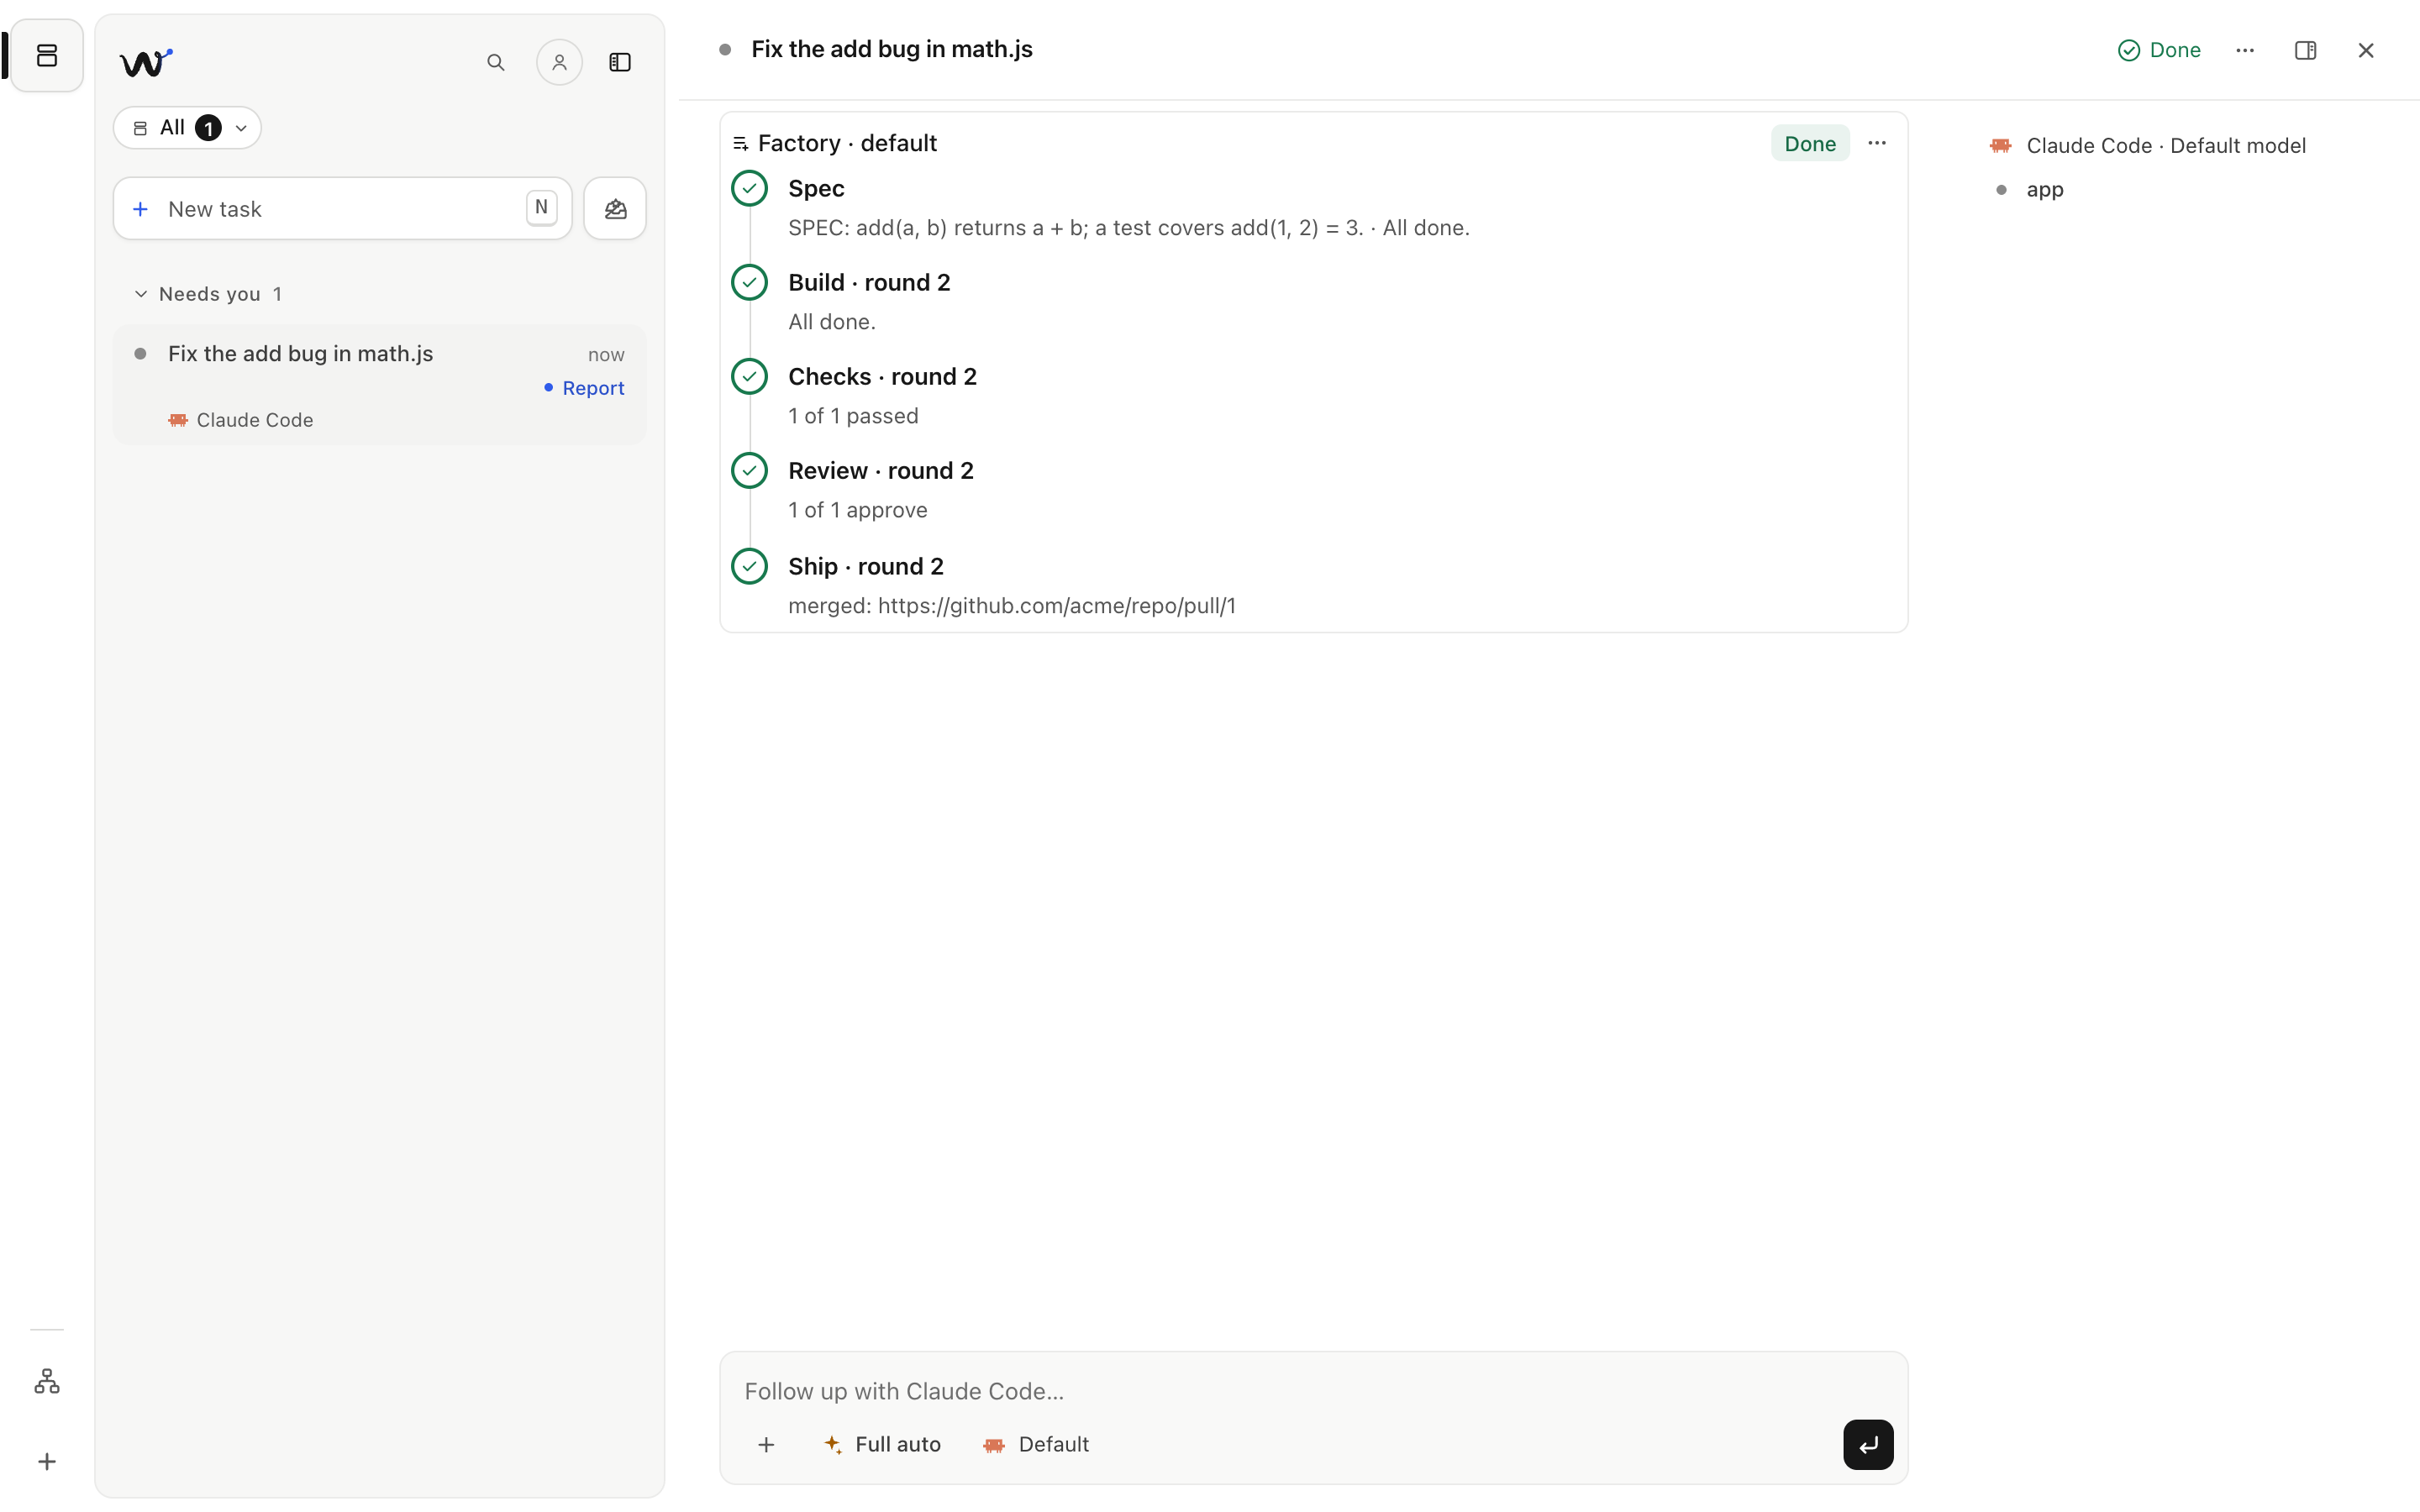 All 1
New task N
Needs you 1
Fix the add bug in math.js now
Report
Claude Code
Fix the add bug in math.js
Done
Factory · default
Done
Spec
SPEC: add(a, b) returns a + b; a test covers add(1, 2) = 3. · All done.
Build · round 2
All done.
Checks · round 2
1 of 1 passed
Review · round 2
1 of 1 approve
Ship · round 2
merged: https://github.com/acme/repo/pull/1
Claude Code · Default model
app
Follow up with Claude Code...
Full auto Default